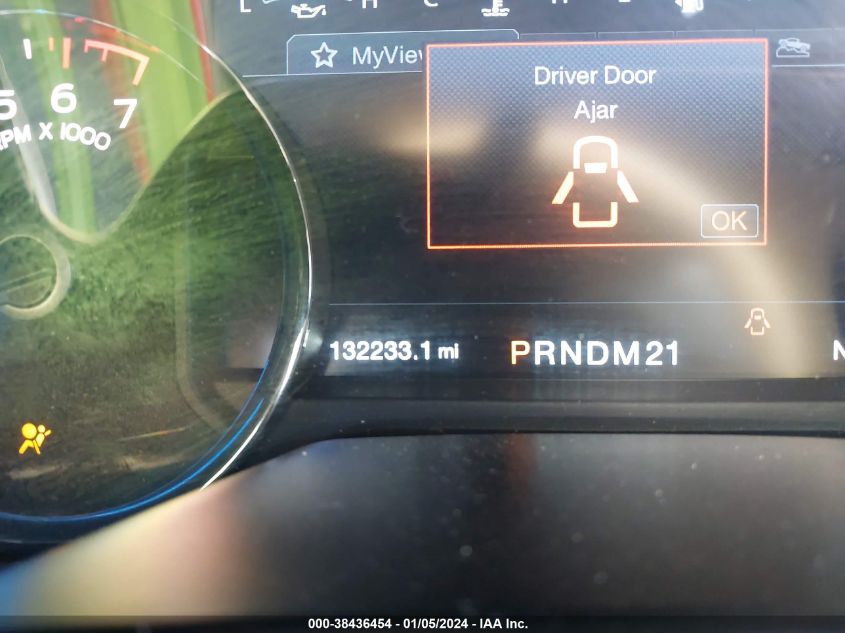 L H C H E
MyView
Driver Door
Ajar
OK
5 6 7
RPM X 1000
132233.1 mi
PRNDM21
N
000-38436454 - 01/05/2024 - IAA Inc.